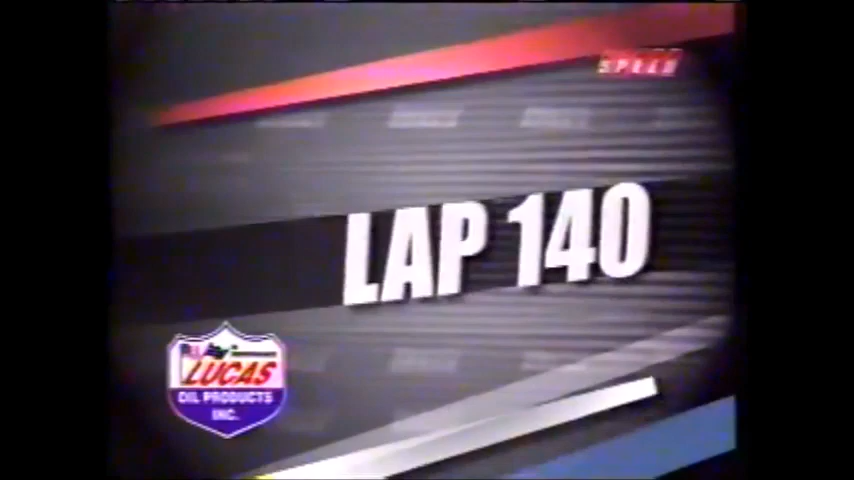 SPEED
LAP 140
LUCAS
OIL PRODUCTS
INC.